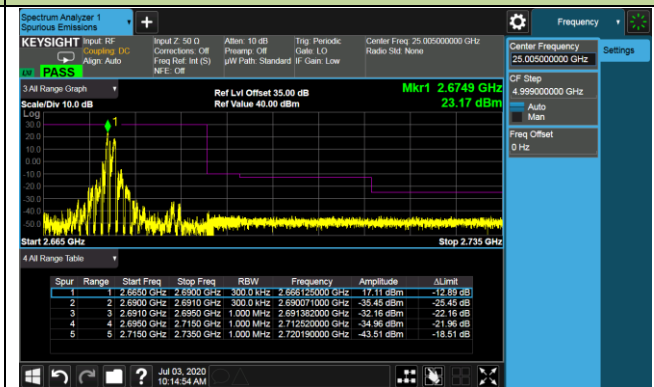 Spectrum Analyzer 1
Spurious Emissions
+
Frequency
KEYSIGHT
Input: RF
Coupling: DC
Align: Auto
Input Z: 50 Ω
Corrections: Off
Freq Ref: Int (S)
NFE: Off
Atten: 10 dB
Preamp: Off
µW Path: Standard
Trig: Periodic
Gate: LO
IF Gain: Low
Center Freq: 25.005000000 GHz
Radio Std: None
PASS
Center Frequency
25.005000000 GHz
Settings
CF Step
4.999000000 GHz
Auto
Man
Freq Offset
0 Hz
3 All Range Graph
Scale/Div 10.0 dB
Ref Lvl Offset 35.00 dB
Ref Value 40.00 dBm
Mkr1 2.6749 GHz
23.17 dBm
Log
1
30.0
20.0
10.0
0.00
-10.0
-20.0
-30.0
-40.0
-50.0
Start 2.665 GHz
Stop 2.735 GHz
4 All Range Table
Spur Range Start Freq Stop Freq RBW Frequency Amplitude ΔLimit
1 1 2.6650 GHz 2.6900 GHz 300.0 kHz 2.666125000 GHz 17.11 dBm -12.89 dB
2 2 2.6900 GHz 2.6910 GHz 300.0 kHz 2.690071000 GHz -35.45 dBm -25.45 dB
3 3 2.6910 GHz 2.6950 GHz 1.000 MHz 2.691382000 GHz -32.16 dBm -22.16 dB
4 4 2.6950 GHz 2.7150 GHz 1.000 MHz 2.712520000 GHz -34.96 dBm -21.96 dB
5 5 2.7150 GHz 2.7350 GHz 1.000 MHz 2.720190000 GHz -43.51 dBm -18.51 dB
?
Jul 03, 2020
10:14:54 AM